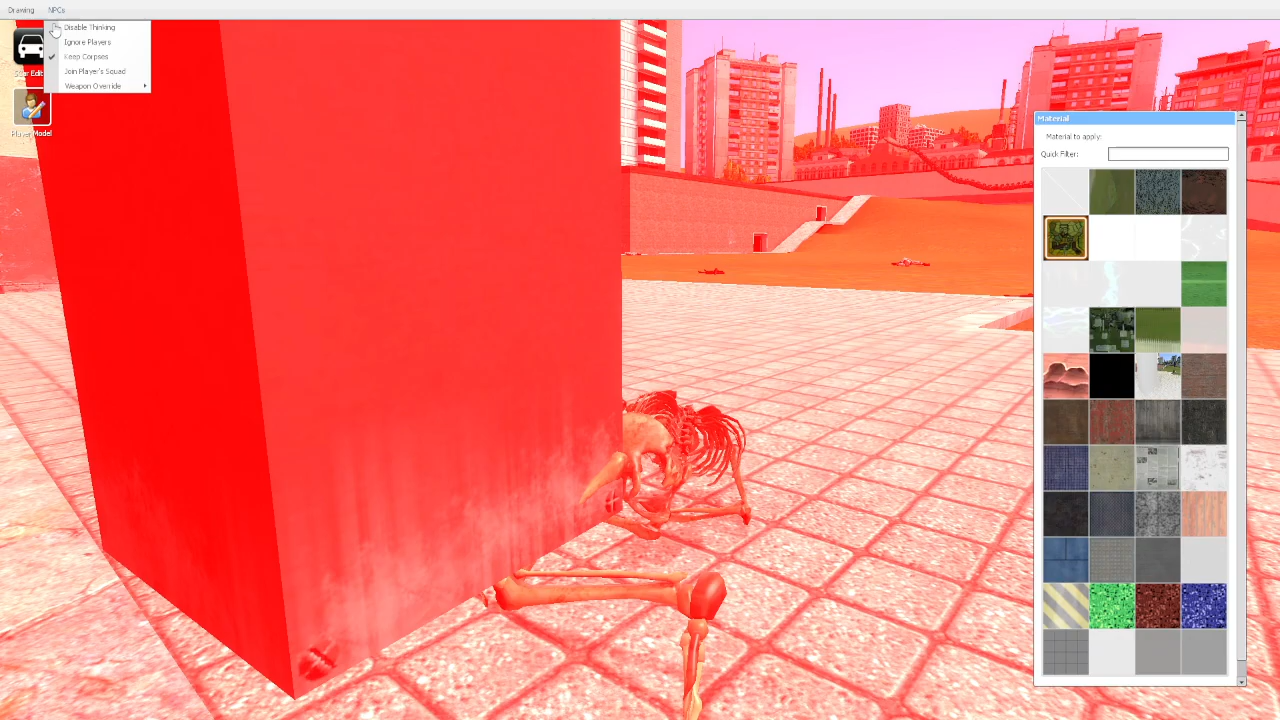 Drawing NPCs
Disable Thinking
Ignore Players
Keep Corpses
Join Player's Squad
Weapon Override
Player Model
Material
Material to apply:
Quick Filter: